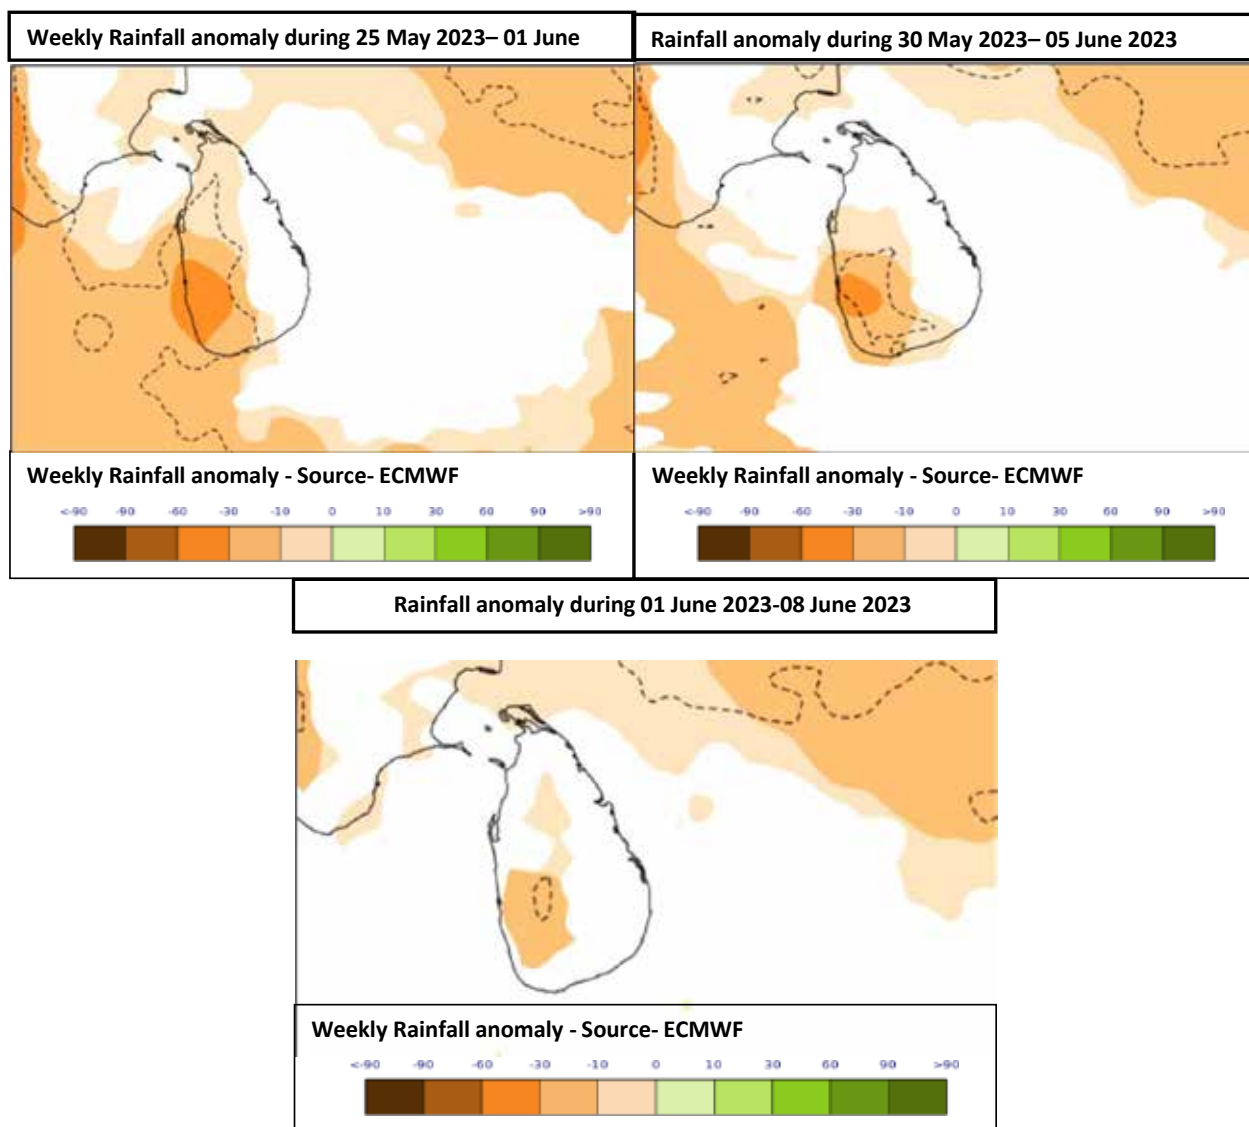 Weekly Rainfall anomaly during 25 May 2023– 01 June
Rainfall anomaly during 30 May 2023– 05 June 2023
Weekly Rainfall anomaly - Source- ECMWF
<-90 -90 -60 -30 -10 0 10 30 60 90 >90
Weekly Rainfall anomaly - Source- ECMWF
<-90 -90 -60 -30 -10 0 10 30 60 90 >90
Rainfall anomaly during 01 June 2023-08 June 2023
Weekly Rainfall anomaly - Source- ECMWF
<-90 -90 -60 -30 -10 0 10 30 60 90 >90